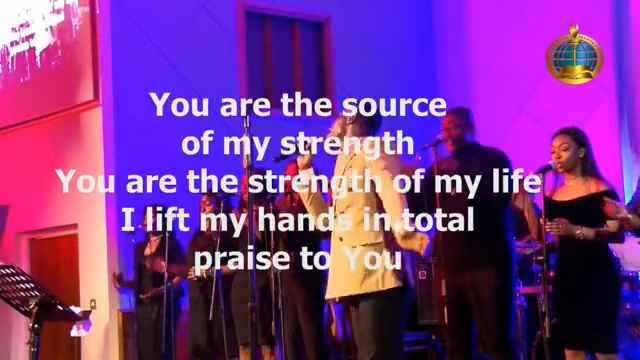 You are the source
of my strength
You are the strength of my life
I lift my hands in total
praise to You